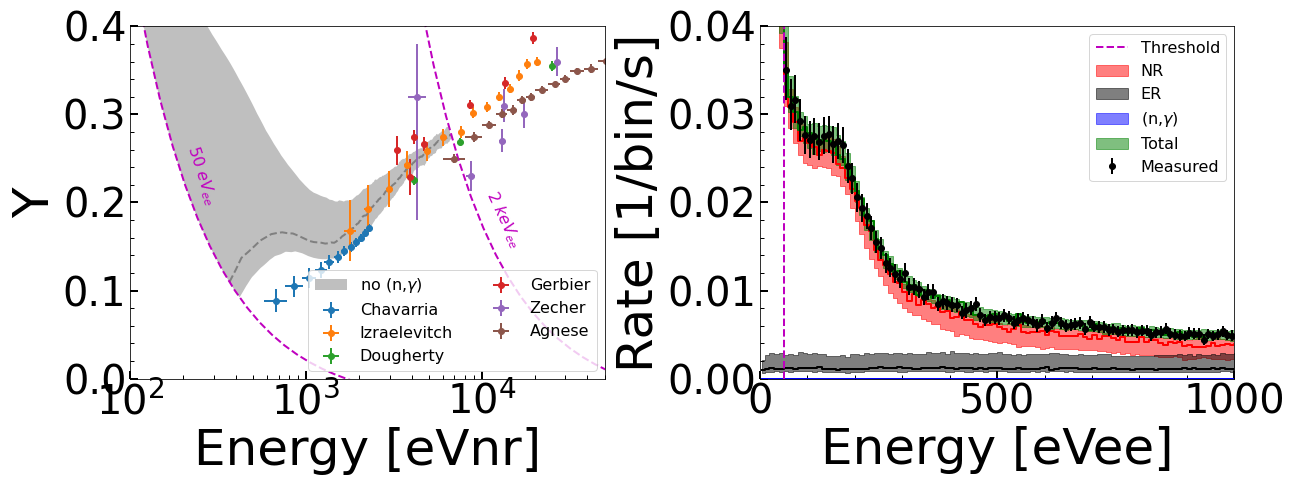 0.4
0.3
0.2
0.1
0.0
Y
50 eVee
2 keVee
no (n,γ)
Chavarria
Izraelevitch
Dougherty
Gerbier
Zecher
Agnese
10²
10³
10⁴
Energy [eVnr]
0.04
0.03
0.02
0.01
0.00
Rate [1/bin/s]
Threshold
NR
ER
(n,γ)
Total
Measured
0
500
1000
Energy [eVee]